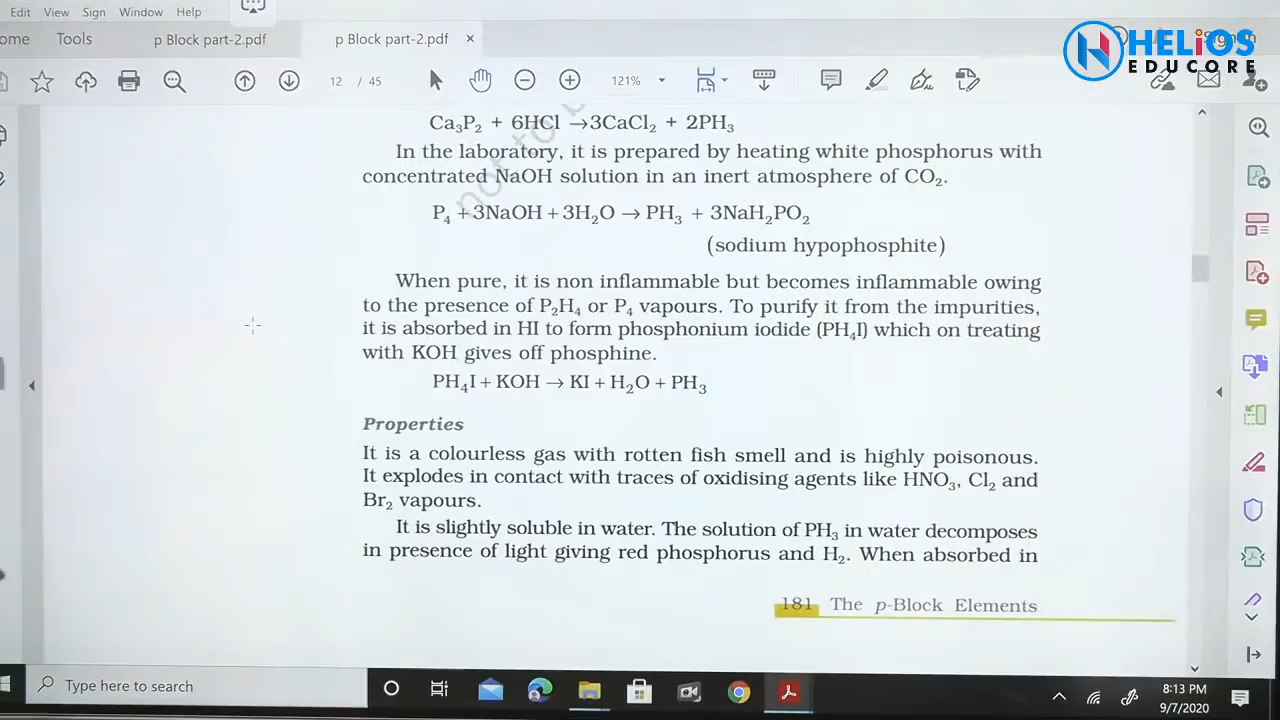 Edit View Sign Window Help
ome Tools p Block part-2.pdf p Block part-2.pdf ×
HELiOS
EDUCORE
12 / 45 121%
Ca3P2 + 6HCl →3CaCl2 + 2PH3
In the laboratory, it is prepared by heating white phosphorus with
concentrated NaOH solution in an inert atmosphere of CO2.
P4 + 3NaOH + 3H2O → PH3 + 3NaH2PO2
(sodium hypophosphite)
When pure, it is non inflammable but becomes inflammable owing
to the presence of P2H4 or P4 vapours. To purify it from the impurities,
it is absorbed in HI to form phosphonium iodide (PH4I) which on treating
with KOH gives off phosphine.
PH4I + KOH → KI + H2O + PH3
Properties
It is a colourless gas with rotten fish smell and is highly poisonous.
It explodes in contact with traces of oxidising agents like HNO3, Cl2 and
Br2 vapours.
It is slightly soluble in water. The solution of PH3 in water decomposes
in presence of light giving red phosphorus and H2. When absorbed in
not to
181 The p-Block Elements
Type here to search
8:13 PM
9/7/2020